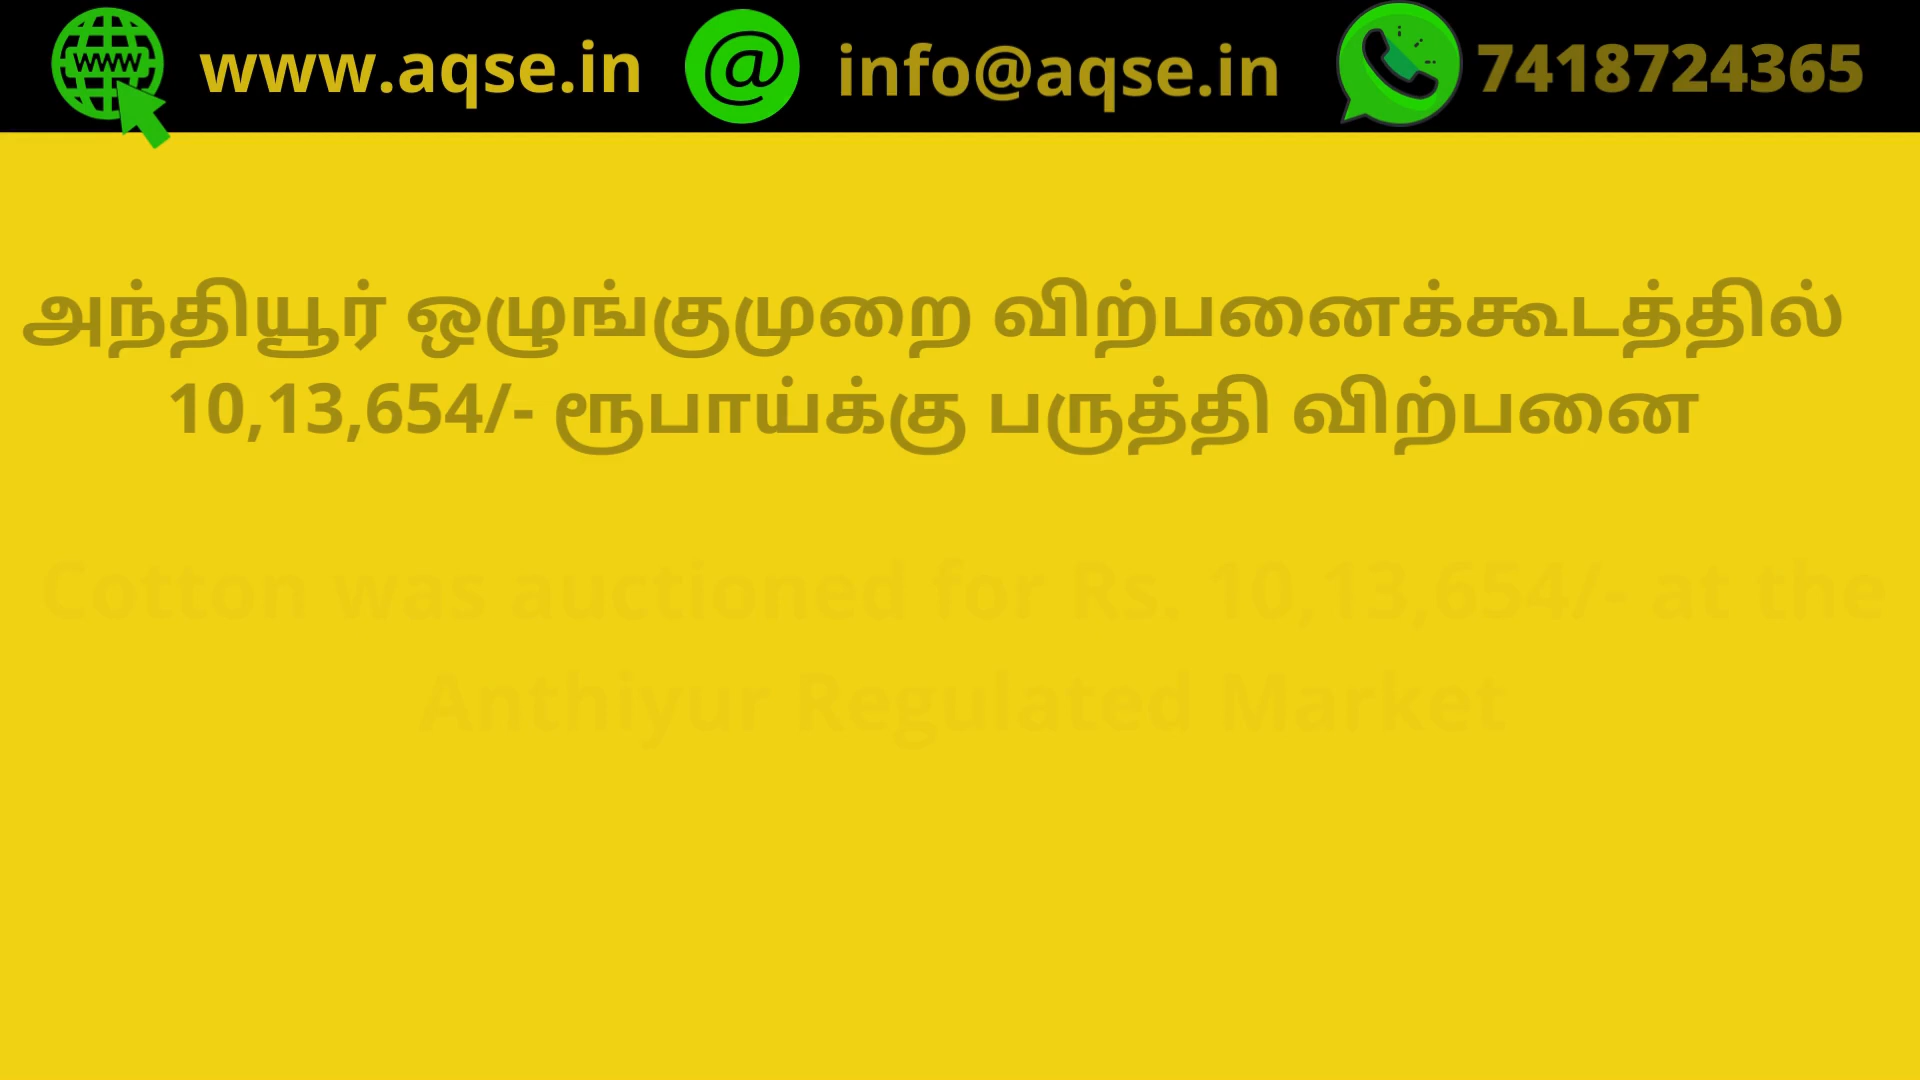 www.aqse.in
info@aqse.in
7418724365
அந்தியூர் ஒழுங்குமுறை விற்பனைக்கூடத்தில்
10,13,654/- ரூபாய்க்கு பருத்தி விற்பனை
Cotton was auctioned for Rs. 10,13,654/- at the
Anthiyur Regulated Market